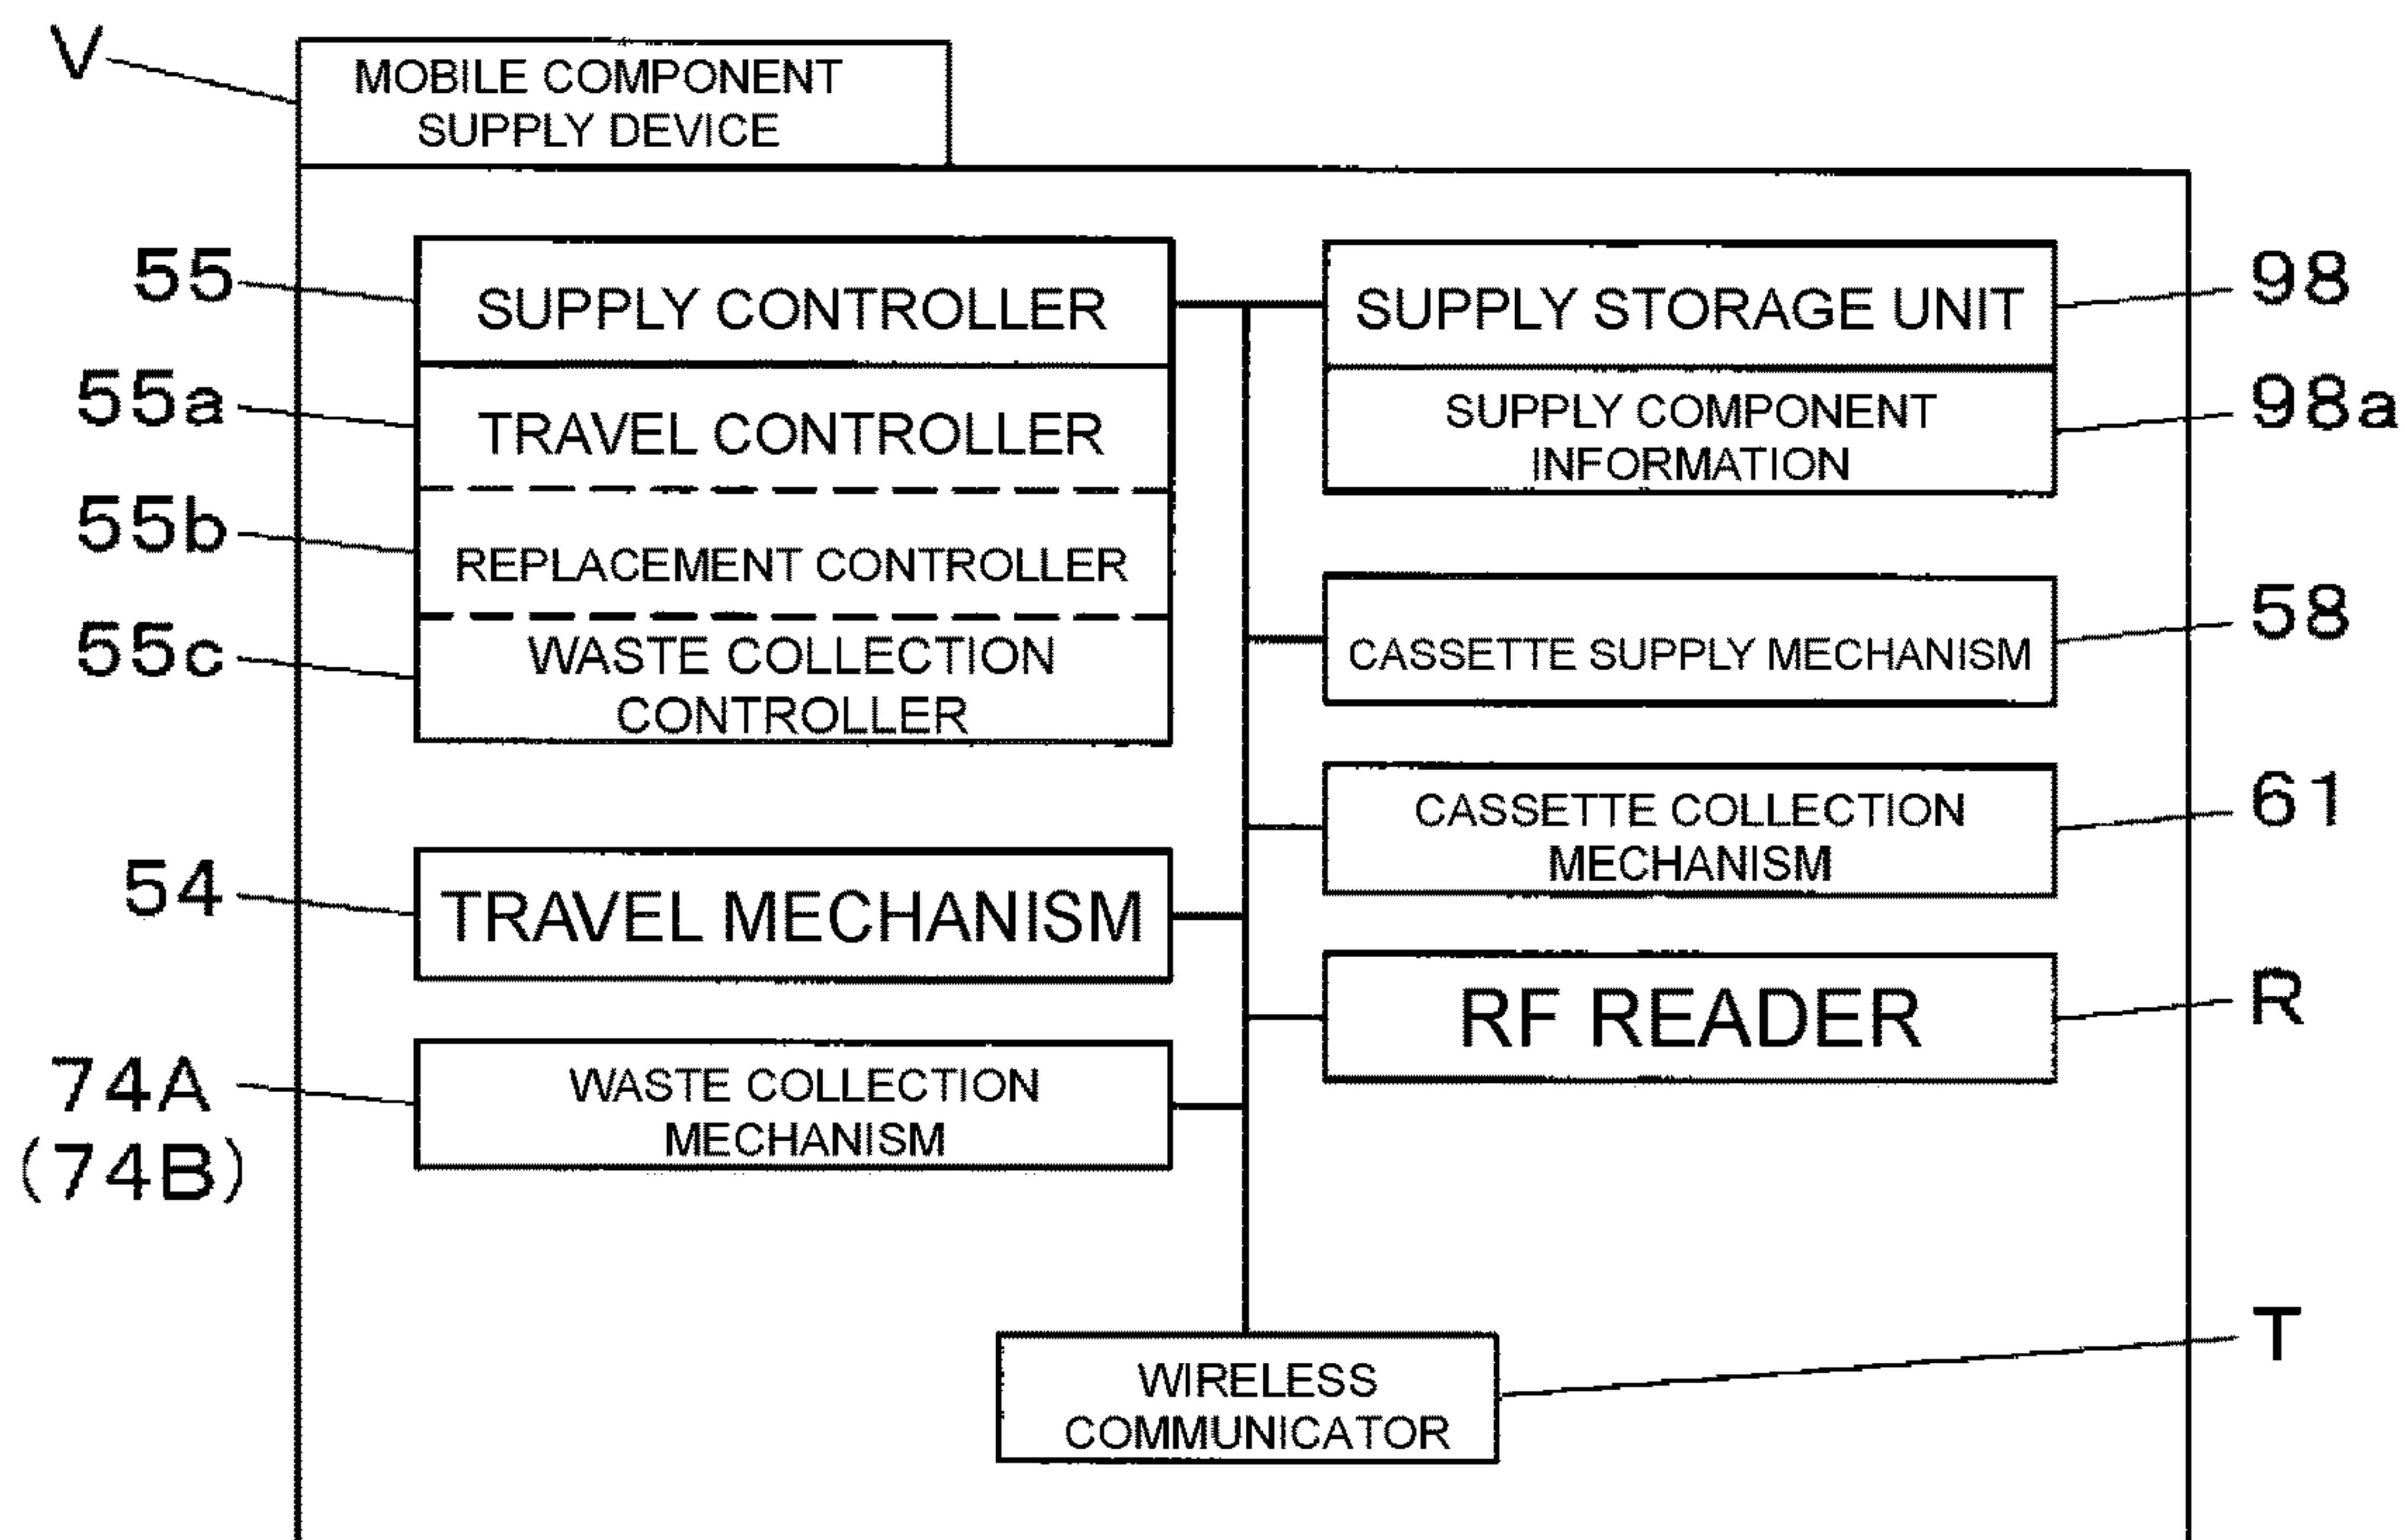 V
MOBILE COMPONENT
SUPPLY DEVICE
55
SUPPLY CONTROLLER
55a
TRAVEL CONTROLLER
55b
REPLACEMENT CONTROLLER
55c
WASTE COLLECTION
CONTROLLER
54
TRAVEL MECHANISM
74A
(74B)
WASTE COLLECTION
MECHANISM
SUPPLY STORAGE UNIT
98
SUPPLY COMPONENT
INFORMATION
98a
CASSETTE SUPPLY MECHANISM
58
CASSETTE COLLECTION
MECHANISM
61
RF READER
R
WIRELESS
COMMUNICATOR
T